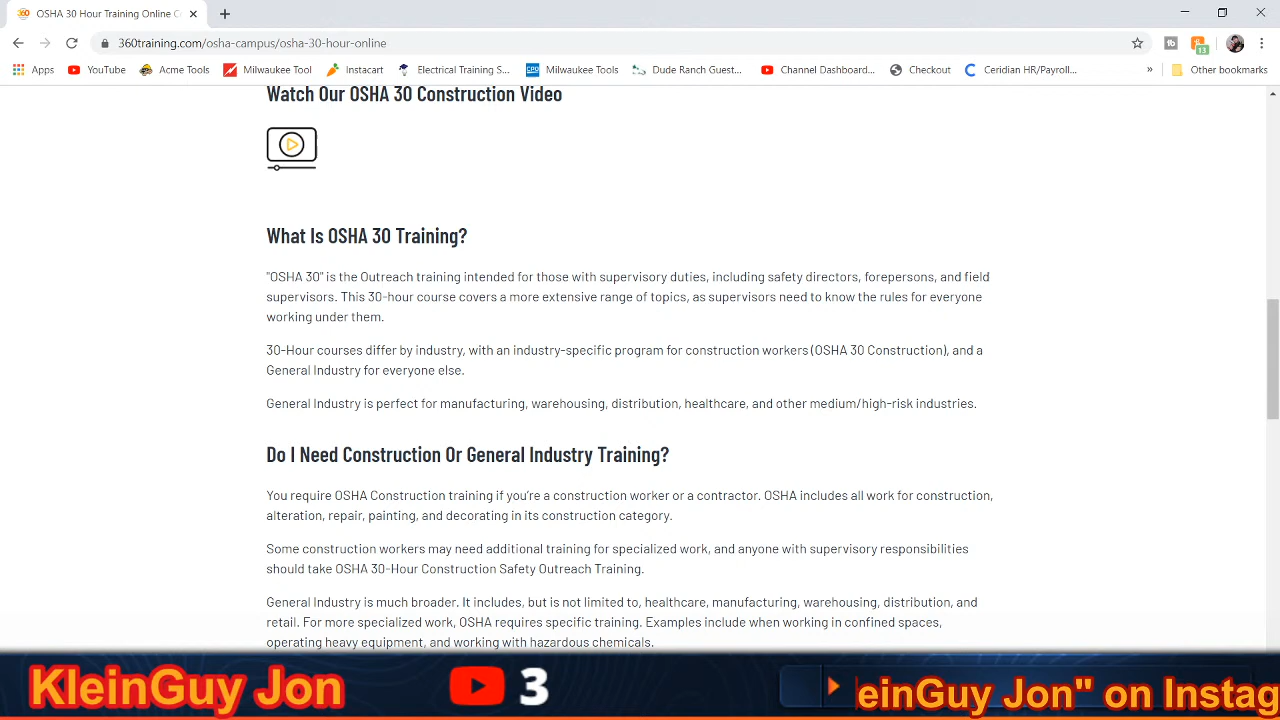 OSHA 30 Hour Training Online C
360training.com/osha-campus/osha-30-hour-online
Apps YouTube Acme Tools Milwaukee Tool Instacart Electrical Training S... Milwaukee Tools Dude Ranch Guest... Channel Dashboard... Checkout Ceridian HR/Payroll... » Other bookmarks
Watch Our OSHA 30 Construction Video
What Is OSHA 30 Training?
"OSHA 30" is the Outreach training intended for those with supervisory duties, including safety directors, forepersons, and field
supervisors. This 30-hour course covers a more extensive range of topics, as supervisors need to know the rules for everyone
working under them.
30-Hour courses differ by industry, with an industry-specific program for construction workers (OSHA 30 Construction), and a
General Industry for everyone else.
General Industry is perfect for manufacturing, warehousing, distribution, healthcare, and other medium/high-risk industries.
Do I Need Construction Or General Industry Training?
You require OSHA Construction training if you're a construction worker or a contractor. OSHA includes all work for construction,
alteration, repair, painting, and decorating in its construction category.
Some construction workers may need additional training for specialized work, and anyone with supervisory responsibilities
should take OSHA 30-Hour Construction Safety Outreach Training.
General Industry is much broader. It includes, but is not limited to, healthcare, manufacturing, warehousing, distribution, and
retail. For more specialized work, OSHA requires specific training. Examples include when working in confined spaces,
operating heavy equipment, and working with hazardous chemicals.
KleinGuy Jon 3 einGuy Jon" on Instag